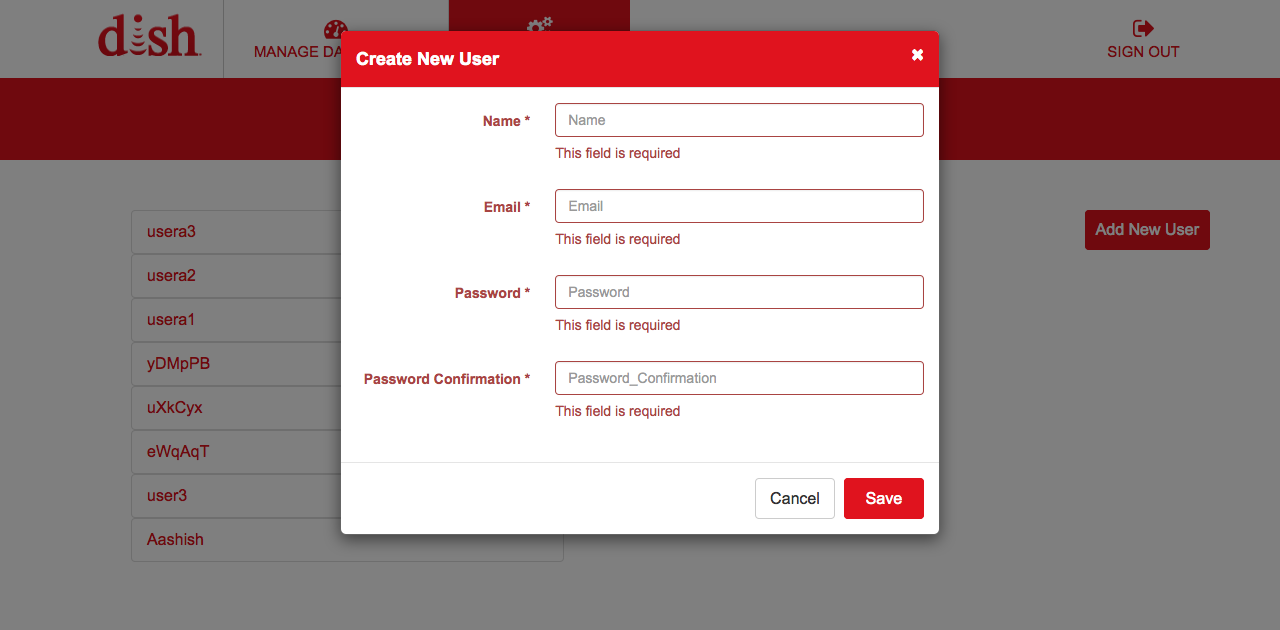 dish
MANAGE
SIGN OUT
Create New User
Name *
Name
This field is required
Email *
Email
This field is required
Password *
Password
This field is required
Password Confirmation *
Password_Confirmation
This field is required
Cancel
Save
usera3
usera2
usera1
yDMpPB
uXkCyx
eWqAqT
user3
Aashish
Add New User